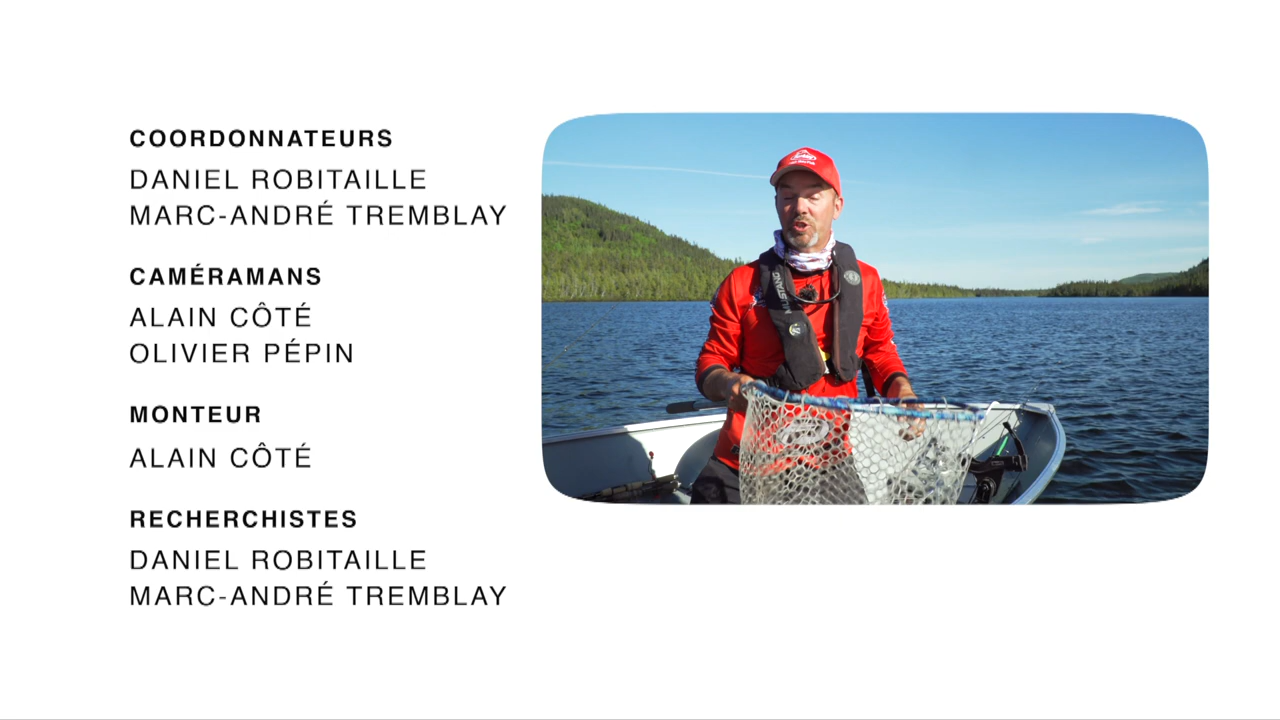 COORDONNATEURS
DANIEL ROBITAILLE
MARC-ANDRÉ TREMBLAY
CAMÉRAMANS
ALAIN CÔTÉ
OLIVIER PÉPIN
MONTEUR
ALAIN CÔTÉ
RECHERCHISTES
DANIEL ROBITAILLE
MARC-ANDRÉ TREMBLAY
MUSTANG